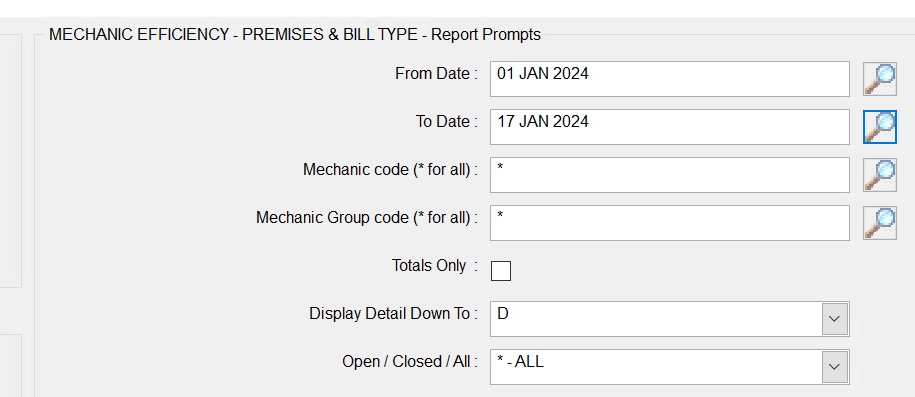 MECHANIC EFFICIENCY - PREMISES & BILL TYPE - Report Prompts
From Date : 01 JAN 2024
To Date : 17 JAN 2024
Mechanic code (* for all) : *
Mechanic Group code (* for all) : *
Totals Only :
Display Detail Down To : D
Open / Closed / All : * - ALL